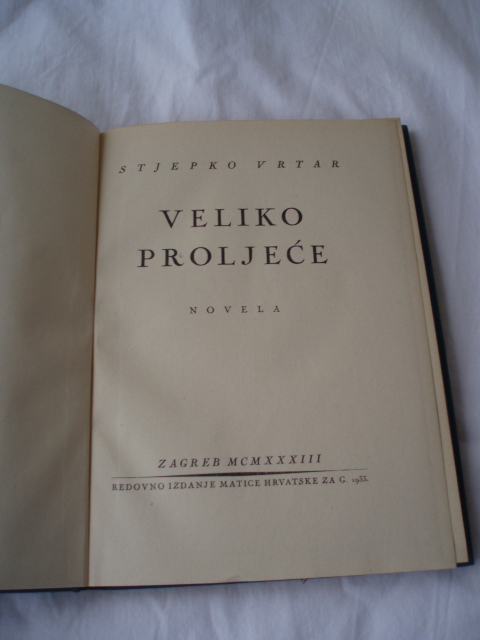 STJEPKO VRTAR
VELIKO
PROLJEĆE
NOVELA
ZAGREB MCMXXXIII
REDOVNO IZDANJE MATICE HRVATSKE ZA G. 1933.